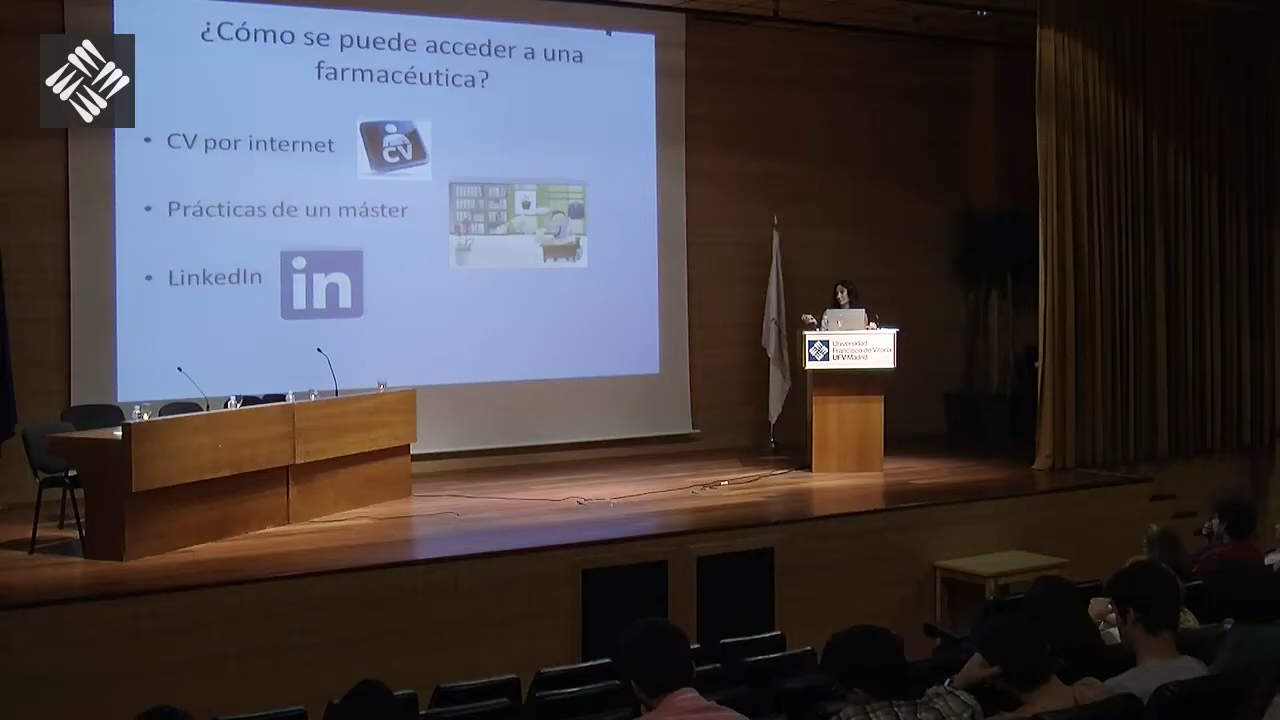 ¿Cómo se puede acceder a una
farmacéutica?
• CV por internet
CV
• Prácticas de un máster
• LinkedIn
in
Universidad
Francisco de Vitoria
UFV Madrid